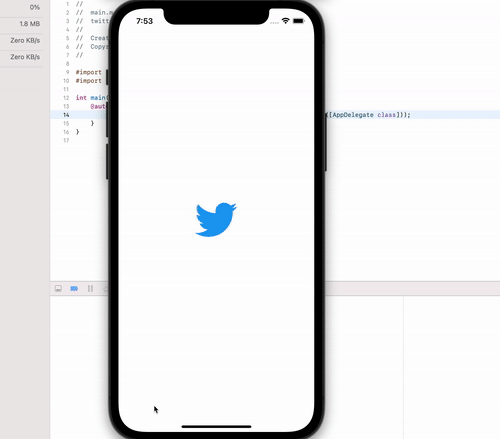 0%
1.8 MB
Zero KB/s
Zero KB/s
1 //
2 // main.m
3 // twitt
4 //
5 // Creat
6 // Copyr
7 //
8
9 #import
10 #import
11
12 int main(
13 @aut
14 ([AppDelegate class]));
15 }
16 }
17
7:53